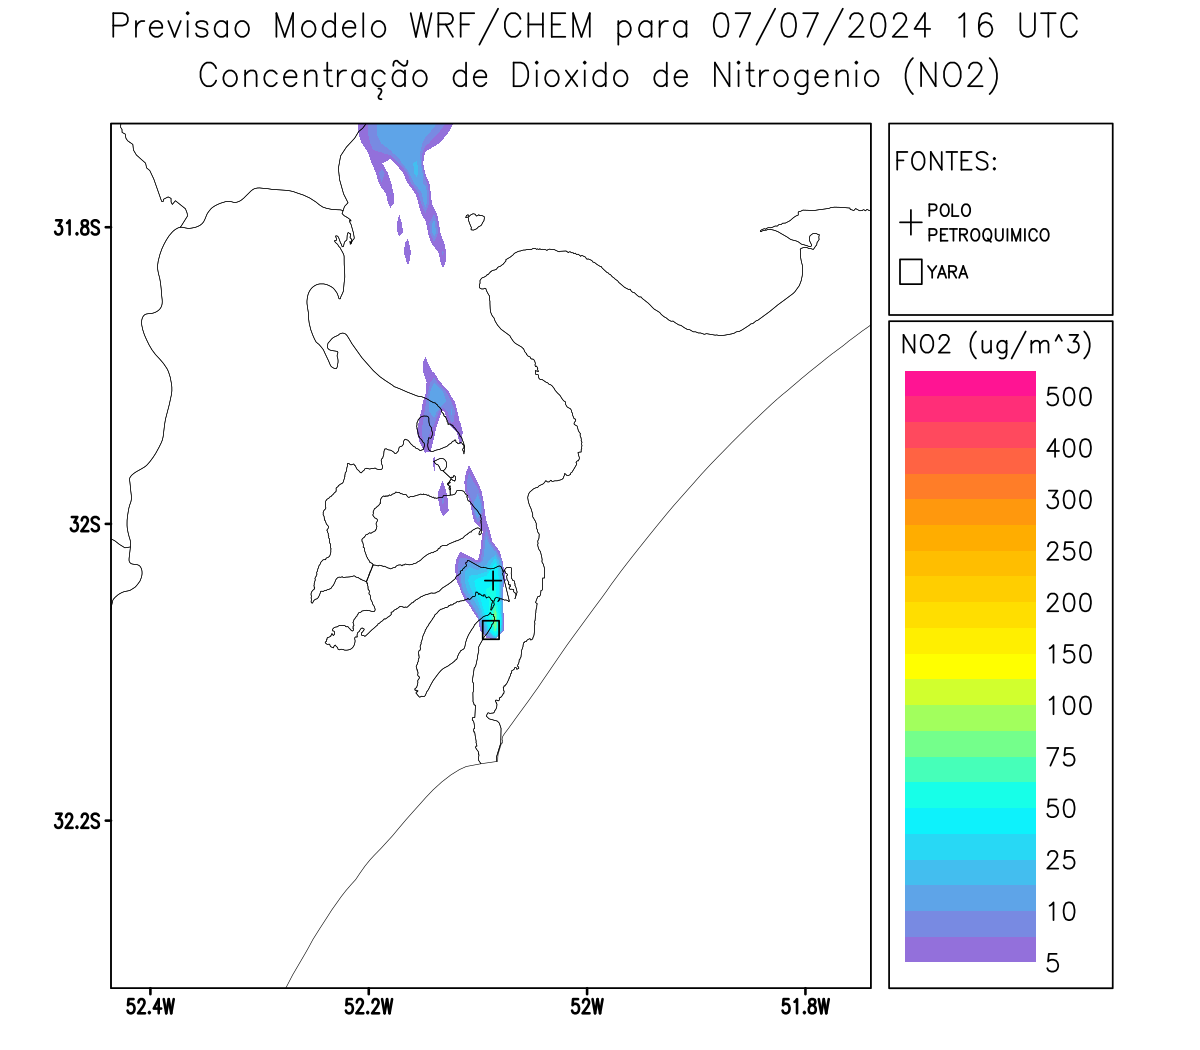 Previsao Modelo WRF/CHEM para 07/07/2024 16 UTC
Concentração de Dioxido de Nitrogenio (NO2)
FONTES:
POLO
PETROQUIMICO
YARA
31.8S
32S
32.2S
52.4W
52.2W
52W
51.8W
NO2 (ug/m^3)
500
400
300
250
200
150
100
75
50
25
10
5